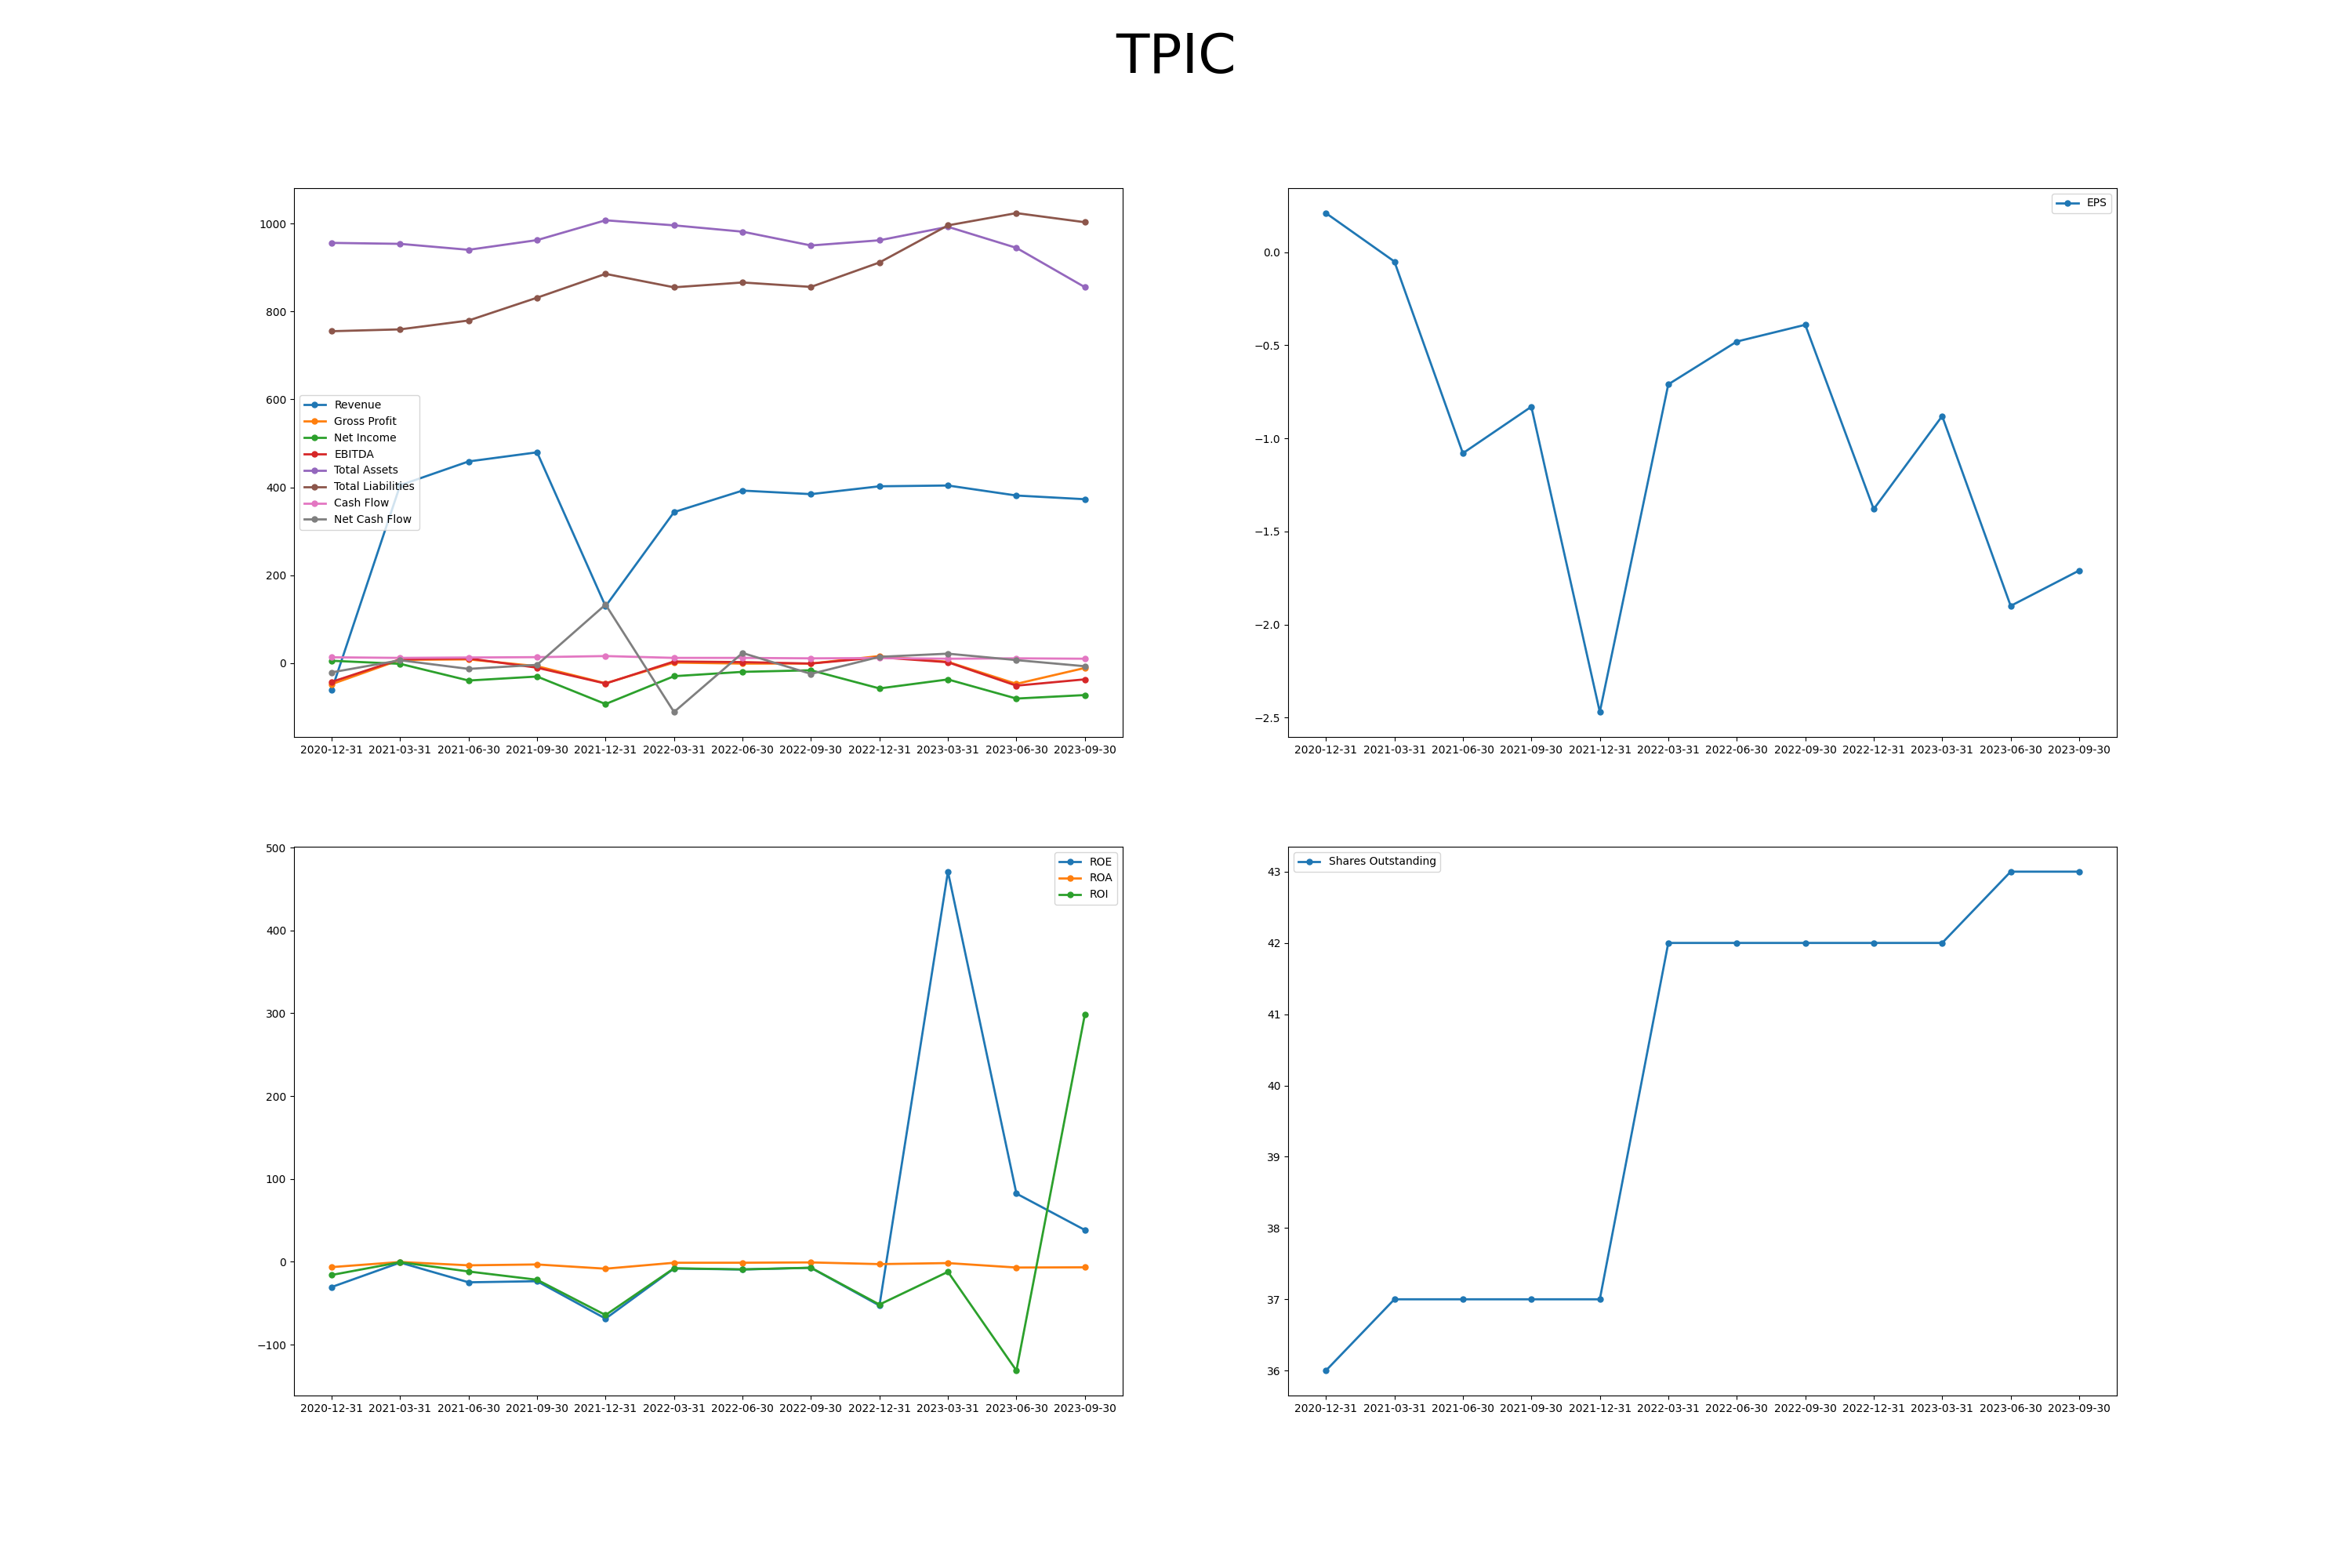 TPIC
1000
800
600
400
200
0
Revenue
Gross Profit
Net Income
EBITDA
Total Assets
Total Liabilities
Cash Flow
Net Cash Flow
2020-12-31 2021-03-31 2021-06-30 2021-09-30 2021-12-31 2022-03-31 2022-06-30 2022-09-30 2022-12-31 2023-03-31 2023-06-30 2023-09-30
EPS
0.0
−0.5
−1.0
−1.5
−2.0
−2.5
2020-12-31 2021-03-31 2021-06-30 2021-09-30 2021-12-31 2022-03-31 2022-06-30 2022-09-30 2022-12-31 2023-03-31 2023-06-30 2023-09-30
500
400
300
200
100
0
−100
ROE
ROA
ROI
2020-12-31 2021-03-31 2021-06-30 2021-09-30 2021-12-31 2022-03-31 2022-06-30 2022-09-30 2022-12-31 2023-03-31 2023-06-30 2023-09-30
Shares Outstanding
43
42
41
40
39
38
37
36
2020-12-31 2021-03-31 2021-06-30 2021-09-30 2021-12-31 2022-03-31 2022-06-30 2022-09-30 2022-12-31 2023-03-31 2023-06-30 2023-09-30